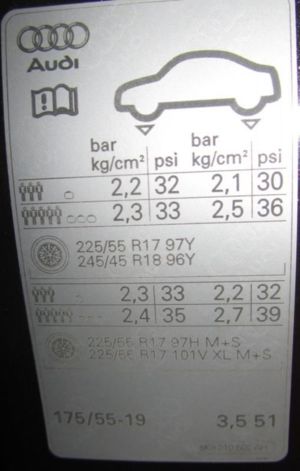 Audi
bar psi bar psi
kg/cm² kg/cm²
2,2 32 2,1 30
2,3 33 2,5 36
225/55 R17 97Y
245/45 R18 96Y
2,3 33 2,2 32
2,4 35 2,7 39
225/55 R17 97H M+S
225/55 R17 101V XL M+S
175/55-19 3,5 51